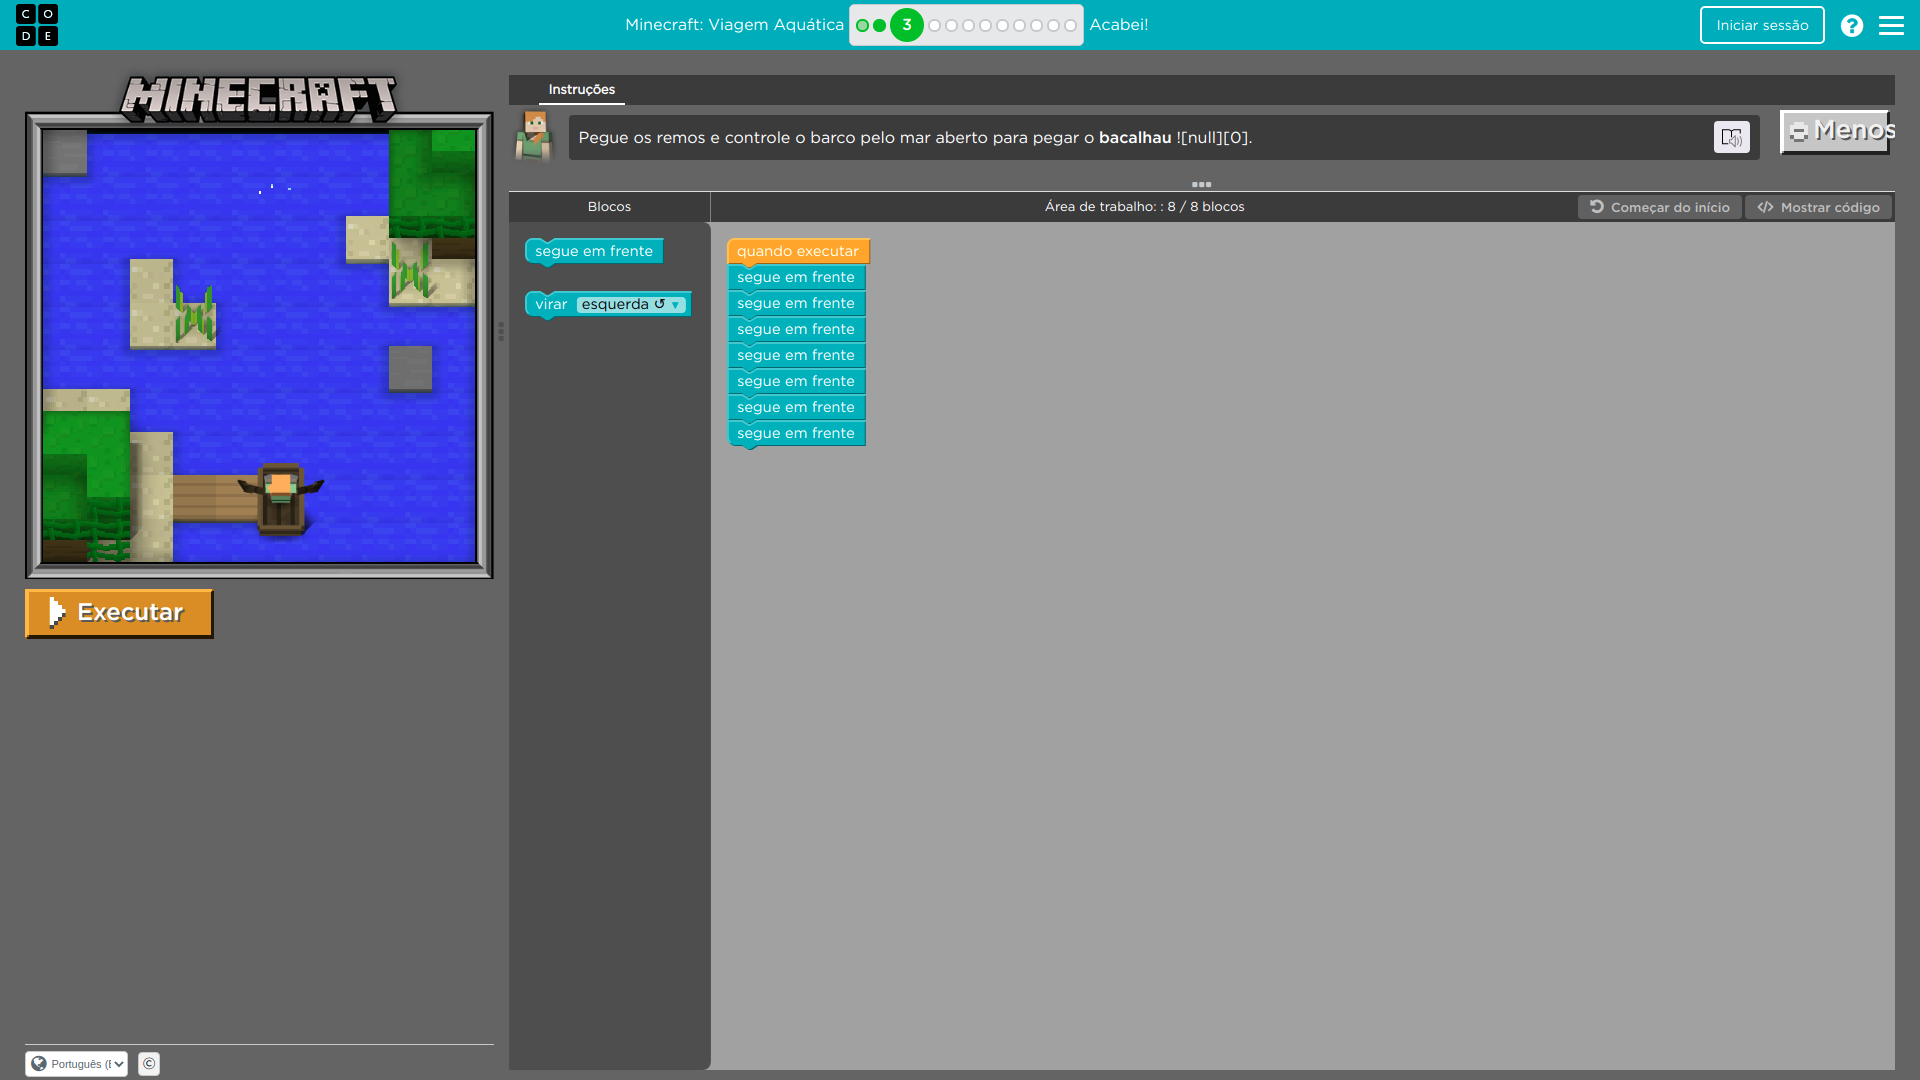 C O
D E
Minecraft: Viagem Aquática
3
Acabei!
Iniciar sessão
?
MINECRAFT
Instruções
Pegue os remos e controle o barco pelo mar aberto para pegar o bacalhau ![null][0].
Menos
Blocos
Área de trabalho: : 8 / 8 blocos
Começar do início
</> Mostrar código
segue em frente
virar esquerda ↺ ▼
quando executar
segue em frente
segue em frente
segue em frente
segue em frente
segue em frente
segue em frente
segue em frente
Executar
Português (
©